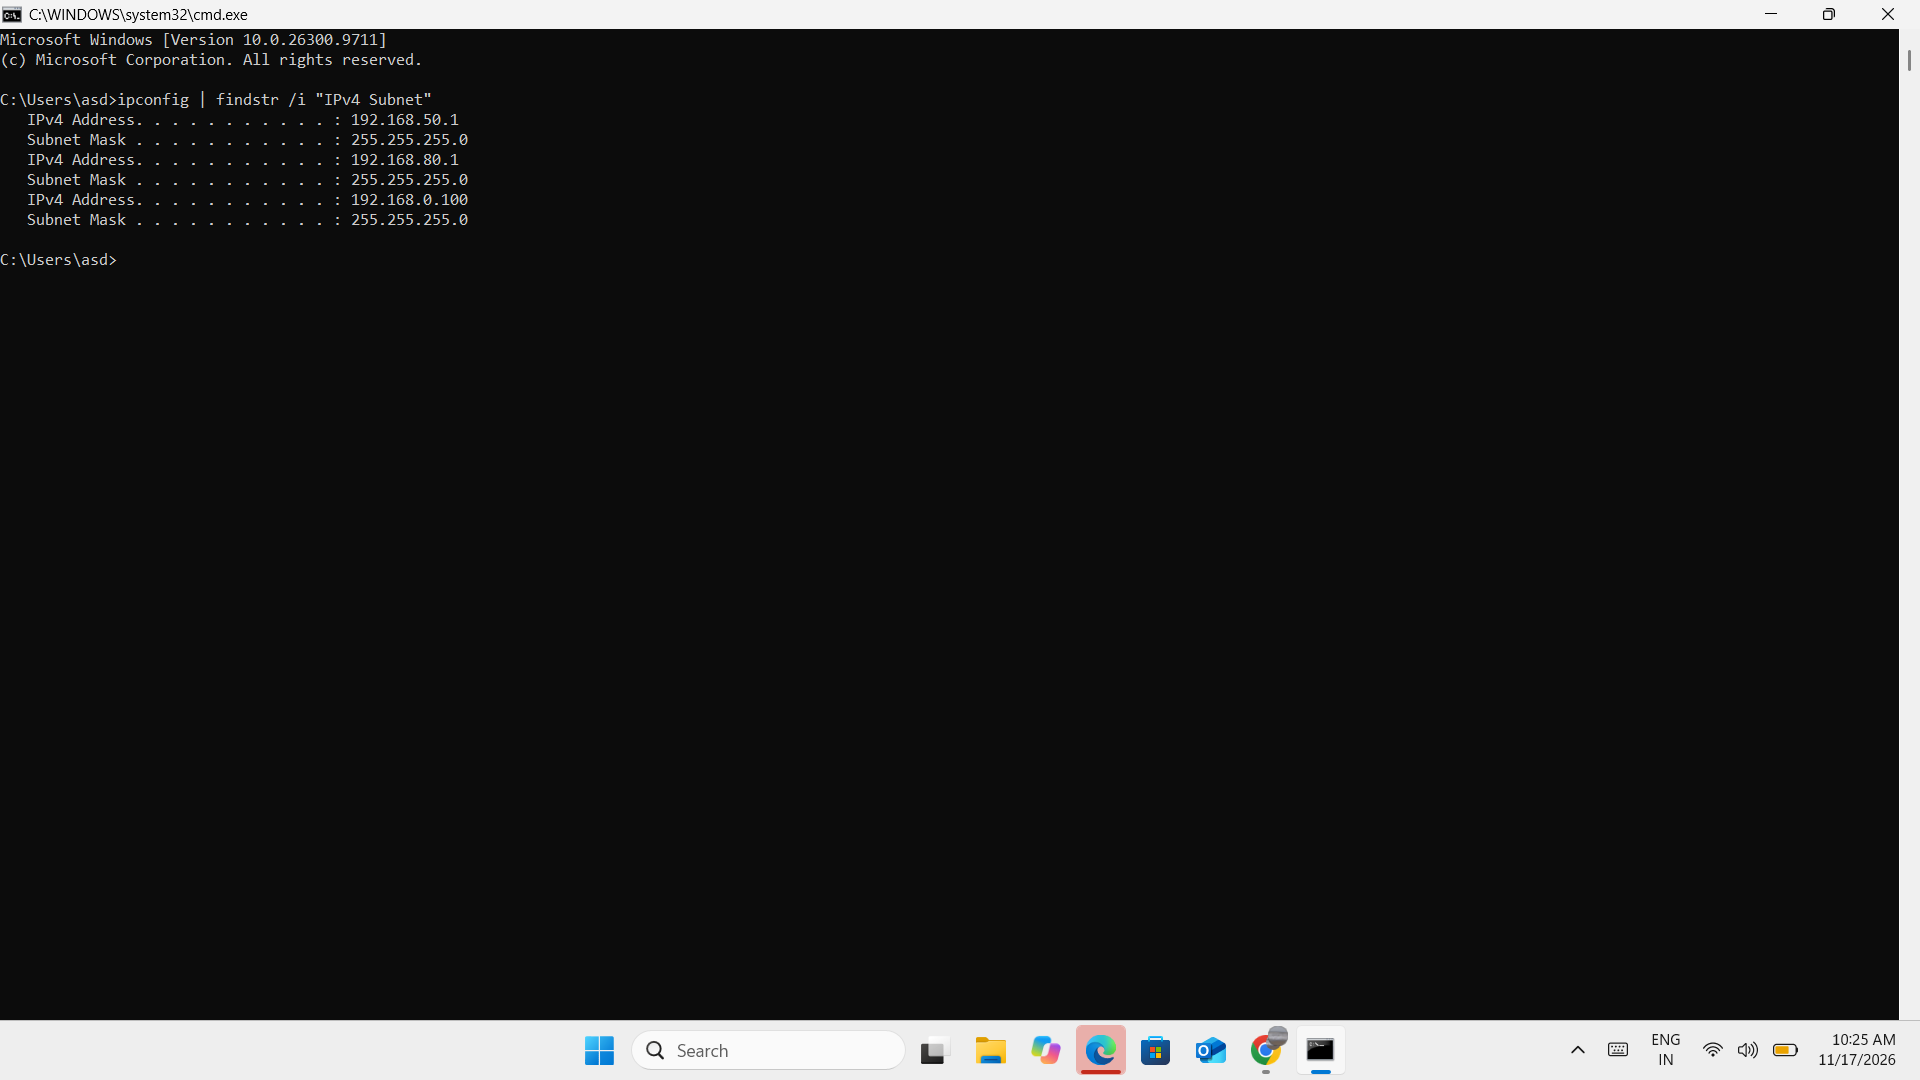 C:\WINDOWS\system32\cmd.exe
Microsoft Windows [Version 10.0.26300.9711]
(c) Microsoft Corporation. All rights reserved.
C:\Users\asd>ipconfig | findstr /i "IPv4 Subnet"
   IPv4 Address. . . . . . . . . . . : 192.168.50.1
   Subnet Mask . . . . . . . . . . . : 255.255.255.0
   IPv4 Address. . . . . . . . . . . : 192.168.80.1
   Subnet Mask . . . . . . . . . . . : 255.255.255.0
   IPv4 Address. . . . . . . . . . . : 192.168.0.100
   Subnet Mask . . . . . . . . . . . : 255.255.255.0
C:\Users\asd>
Search
ENG
IN
10:25 AM
11/17/2026